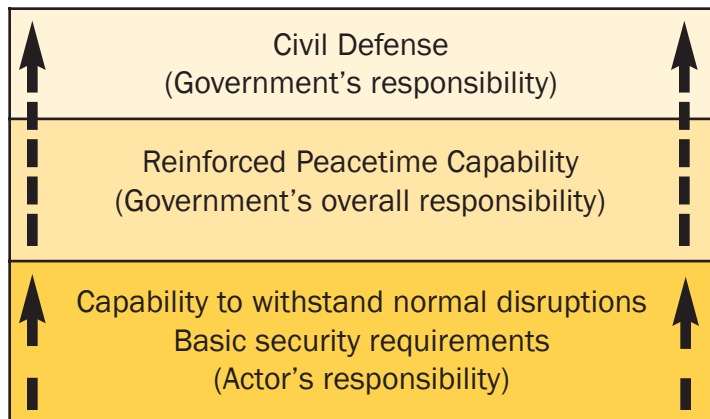 Civil Defense
(Government’s responsibility)
Reinforced Peacetime Capability
(Government’s overall responsibility)
Capability to withstand normal disruptions
Basic security requirements
(Actor’s responsibility)